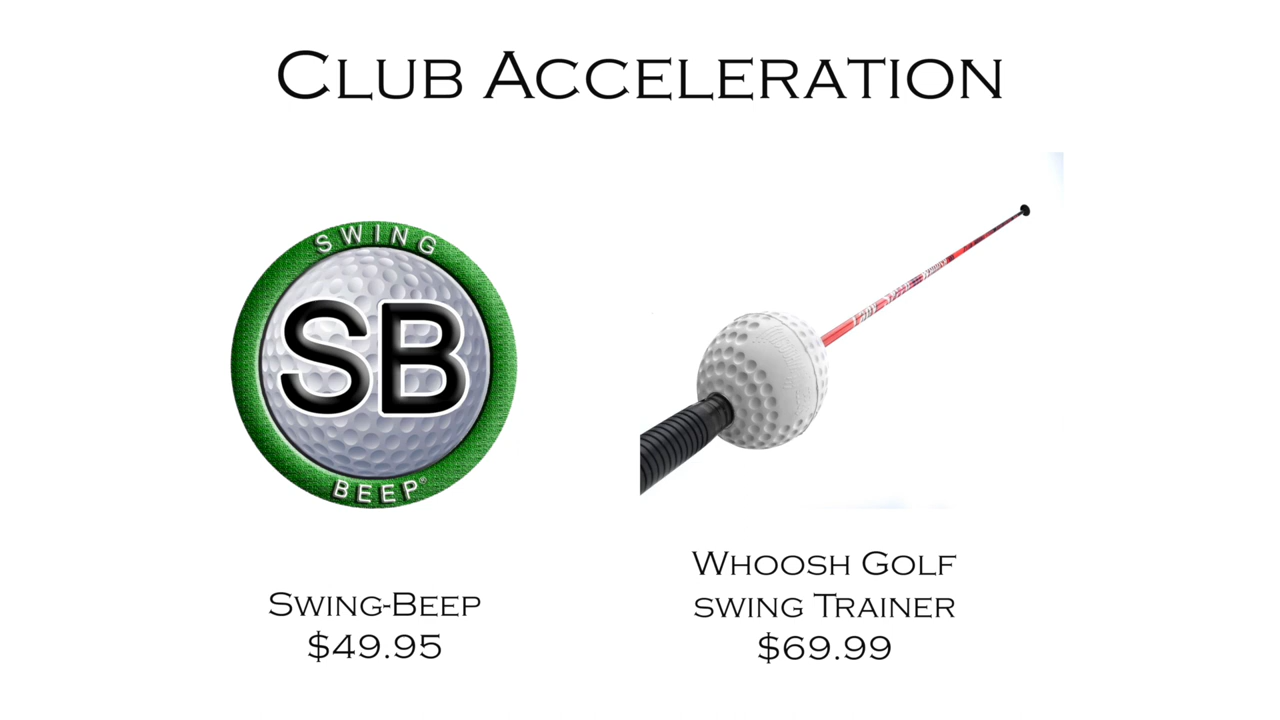 Club Acceleration
SWING
SB
BEEP®
Swing-Beep
$49.95
Whoosh Golf
swing Trainer
$69.99